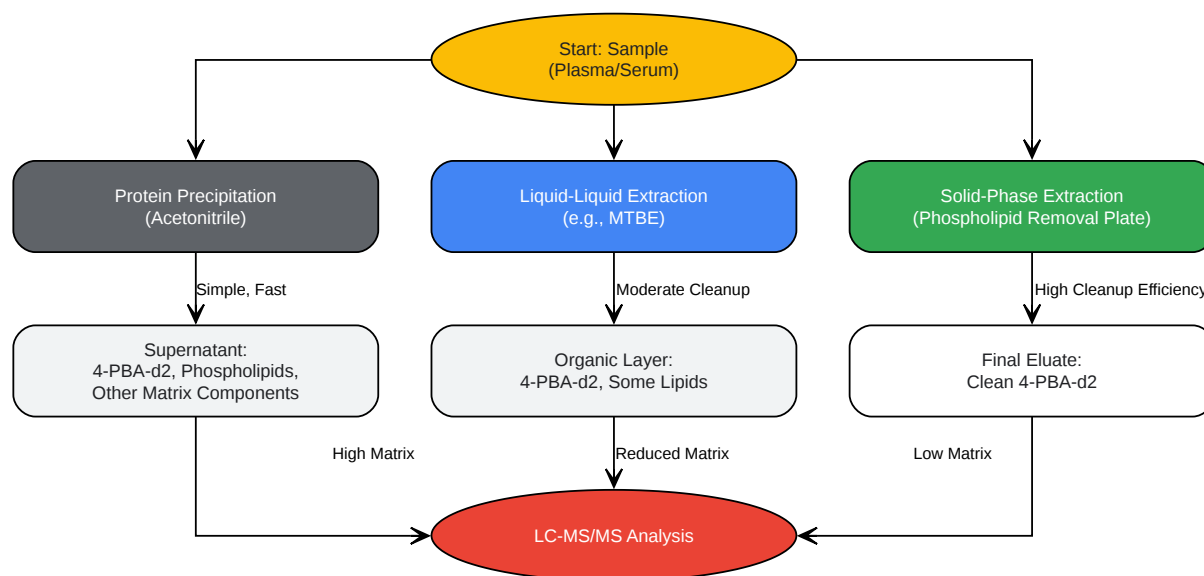 Start: Sample
(Plasma/Serum)
Protein Precipitation
(Acetonitrile)
Liquid-Liquid Extraction
(e.g., MTBE)
Solid-Phase Extraction
(Phospholipid Removal Plate)
Simple, Fast
Moderate Cleanup
High Cleanup Efficiency
Supernatant:
4-PBA-d2, Phospholipids,
Other Matrix Components
Organic Layer:
4-PBA-d2, Some Lipids
Final Eluate:
Clean 4-PBA-d2
High Matrix
Reduced Matrix
Low Matrix
LC-MS/MS Analysis